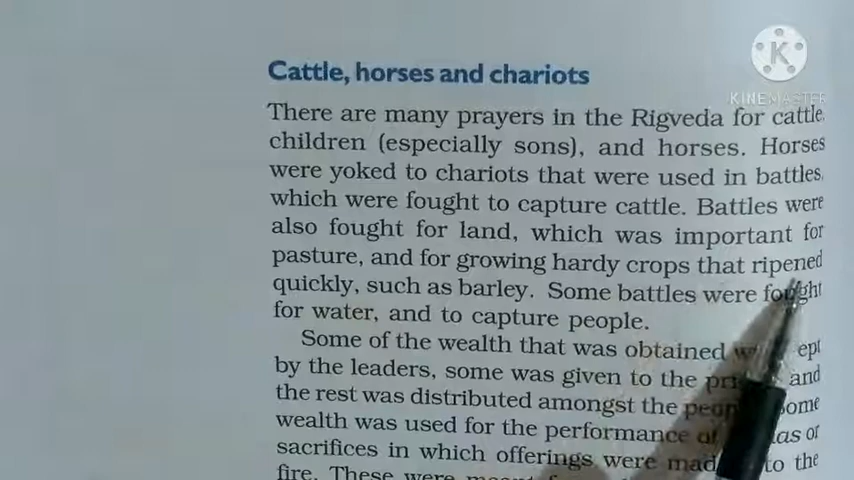 K
KINEMASTER
Cattle, horses and chariots
There are many prayers in the Rigveda for cattle,
children (especially sons), and horses. Horses
were yoked to chariots that were used in battles,
which were fought to capture cattle. Battles were
also fought for land, which was important for
pasture, and for growing hardy crops that ripened
quickly, such as barley. Some battles were fought
for water, and to capture people.
Some of the wealth that was obtained
by the leaders, some was given to the and
the rest was distributed amongst the
wealth was used for the performance of or
sacrifices in which offerings were to the
fire. These were